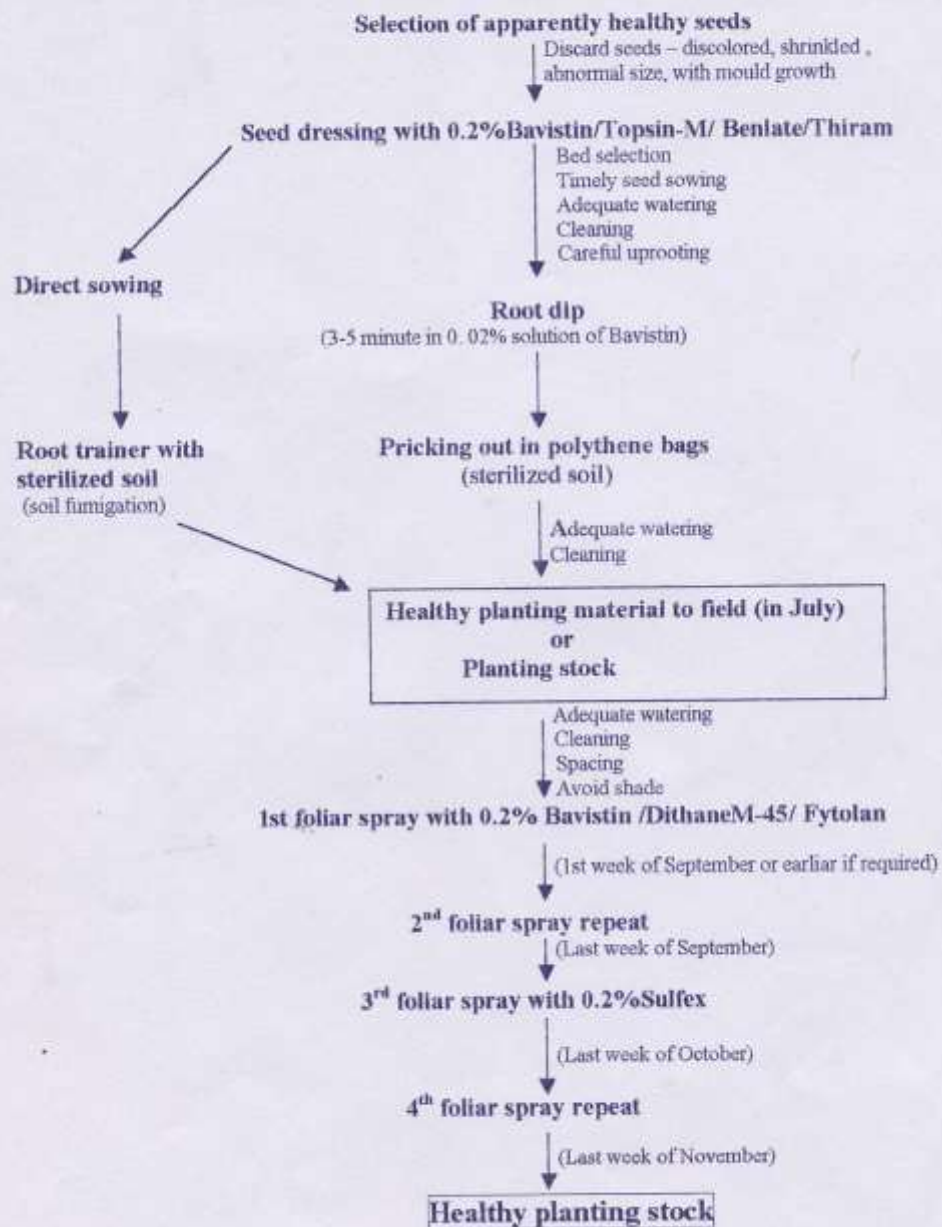 Selection of apparently healthy seeds
Discard seeds – discolored, shrinkled ,
abnormal size, with mould growth
Seed dressing with 0.2%Bavistin/Topsin-M/ Benlate/Thiram
Bed selection
Timely seed sowing
Adequate watering
Cleaning
Careful uprooting
Direct sowing
Root dip
(3-5 minute in 0.02% solution of Bavistin)
Root trainer with
sterilized soil
(soil fumigation)
Pricking out in polythene bags
(sterilized soil)
Adequate watering
Cleaning
Healthy planting material to field (in July)
or
Planting stock
Adequate watering
Cleaning
Spacing
Avoid shade
1st foliar spray with 0.2% Bavistin /DithaneM-45/ Fytolan
(1st week of September or earliar if required)
2nd foliar spray repeat
(Last week of September)
3rd foliar spray with 0.2%Sulfex
(Last week of October)
4th foliar spray repeat
(Last week of November)
Healthy planting stock